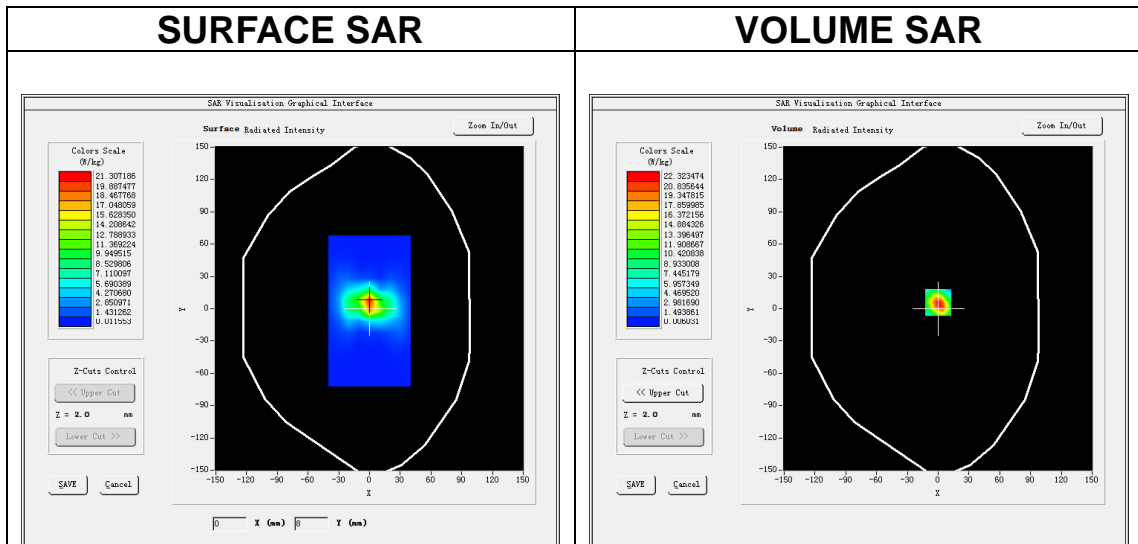 SURFACE SAR
SAR Visualisation Graphical Interface
Surface Radiated Intensity
Zoom In/Out
Colors Scale
(W/kg)
21.307186
19.887477
18.467768
17.048059
15.628350
14.208642
12.788933
11.369224
9.949515
8.529806
7.110097
5.690389
4.270680
2.850971
1.431262
0.011553
Z-Cuts Control
<< Upper Cut
Z = 2.0 mm
Lower Cut >>
SAVE
Cancel
150
90
60
30
0
-30
-60
-90
-120
-150
Y
-150 -120 -90 -60 -30 0 30 60 90 120 150
X
0 X (mm) 8 Y (mm)
VOLUME SAR
SAR Visualisation Graphical Interface
Volume Radiated Intensity
Zoom In/Out
Colors Scale
(W/kg)
22.323474
20.835644
19.347815
17.859985
16.372156
14.884326
13.396497
11.908667
10.420838
8.933008
7.445179
5.957349
4.469520
2.981690
1.493861
0.006031
Z-Cuts Control
<< Upper Cut
Z = 2.0 mm
Lower Cut >>
SAVE
Cancel
150
90
60
30
0
-30
-60
-90
-120
-150
Y
-150 -120 -90 -60 -30 0 30 60 90 120 150
X